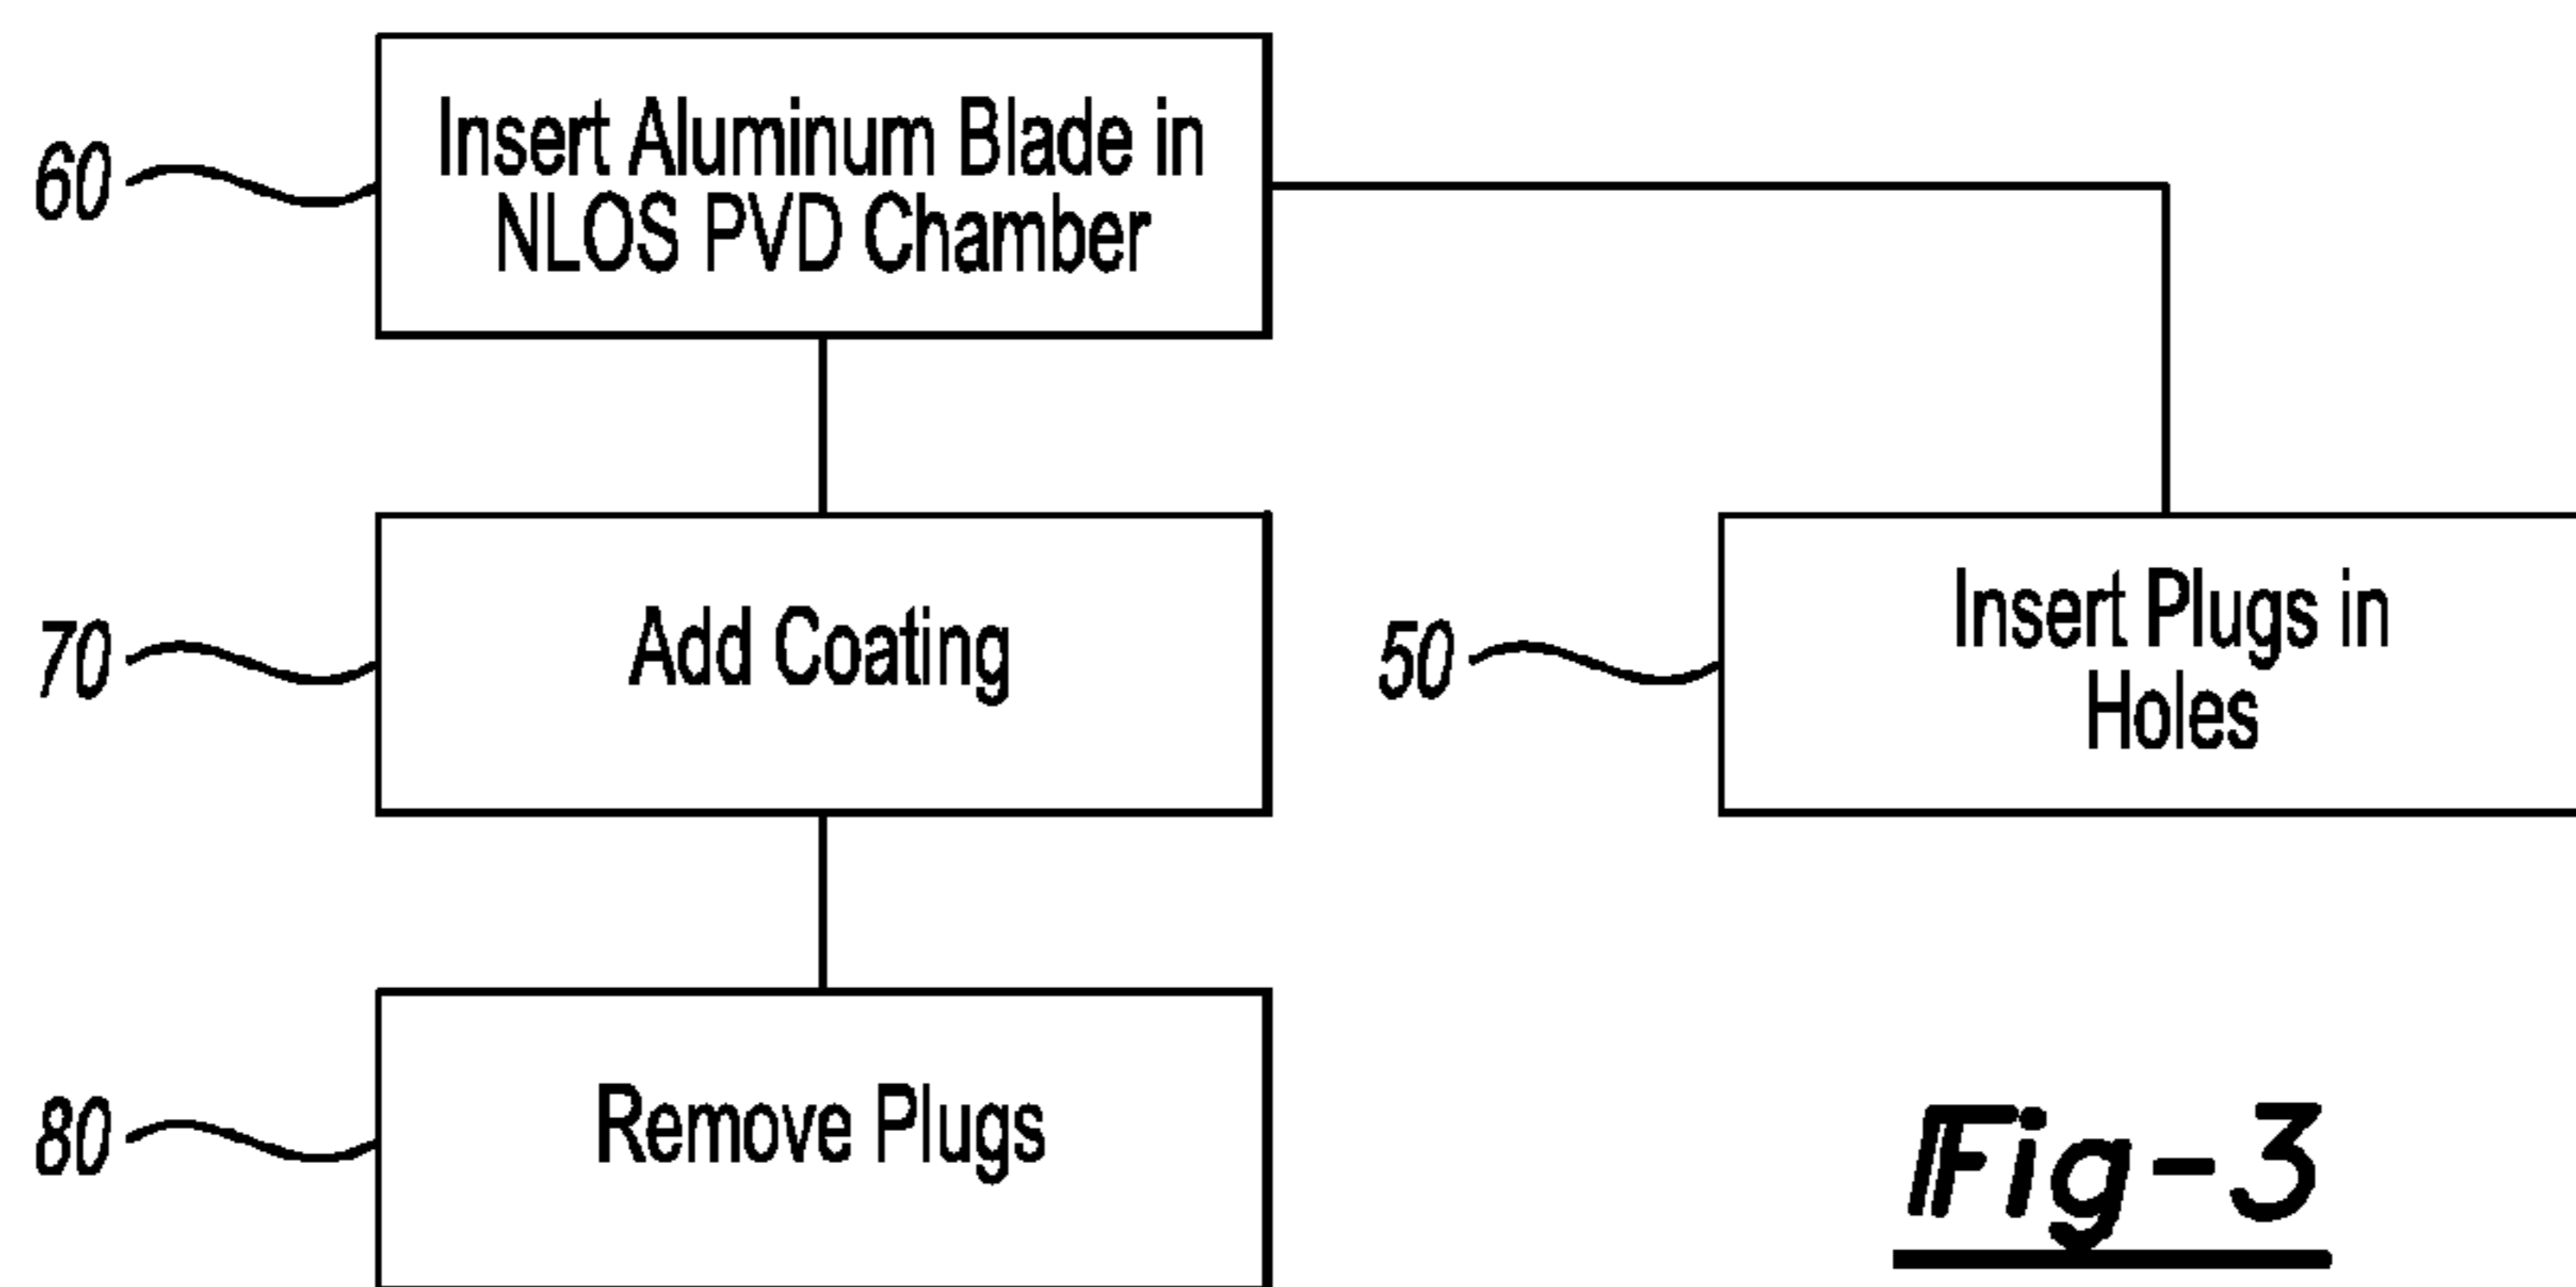 60
Insert Aluminum Blade in
NLOS PVD Chamber
70
Add Coating
50
Insert Plugs in
Holes
80
Remove Plugs
Fig-3